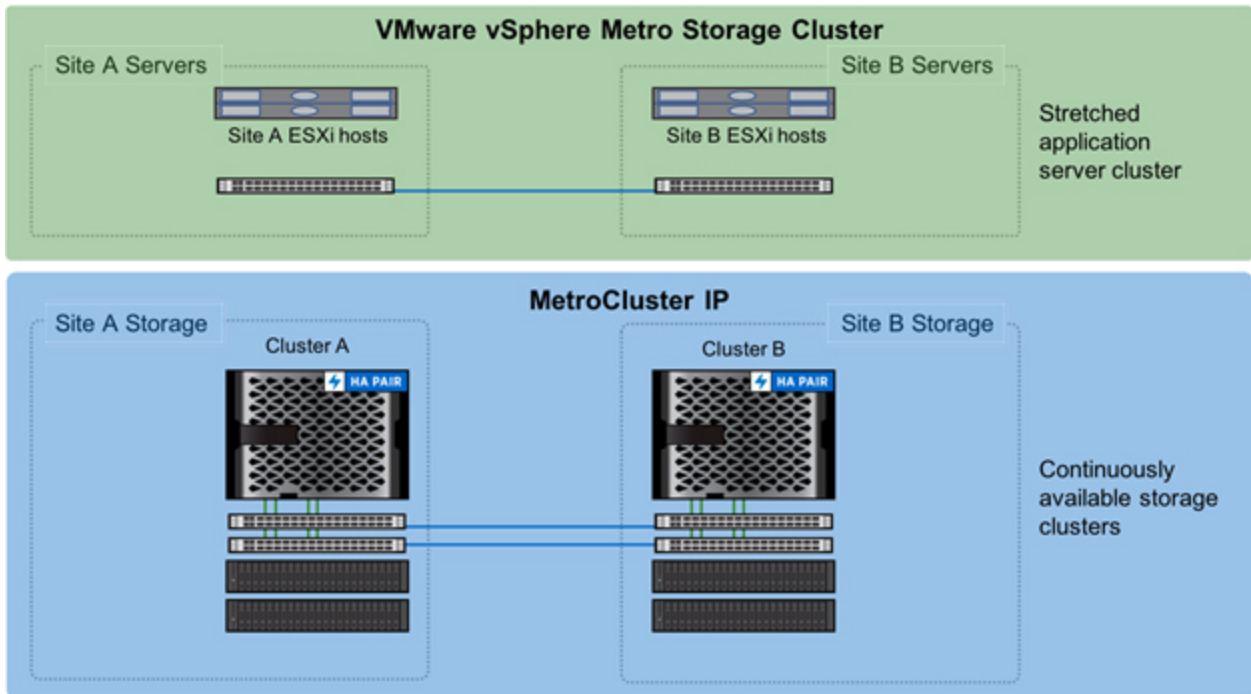 VMware vSphere Metro Storage Cluster
Site A Servers
Site B Servers
Site A ESXi hosts
Site B ESXi hosts
Stretched
application
server cluster
MetroCluster IP
Site A Storage
Site B Storage
Cluster A
Cluster B
HA PAIR
HA PAIR
Continuously
available storage
clusters